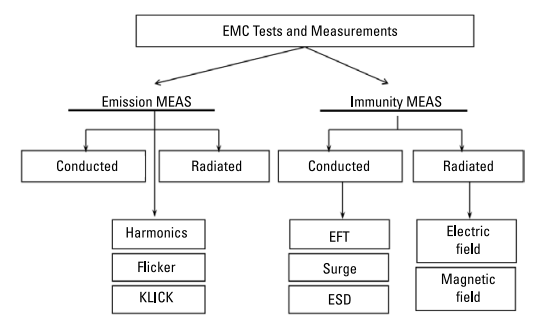 EMC Tests and Measurements
Emission MEAS
Immunity MEAS
Conducted
Radiated
Conducted
Radiated
Harmonics
Flicker
KLICK
EFT
Surge
ESD
Electric
field
Magnetic
field